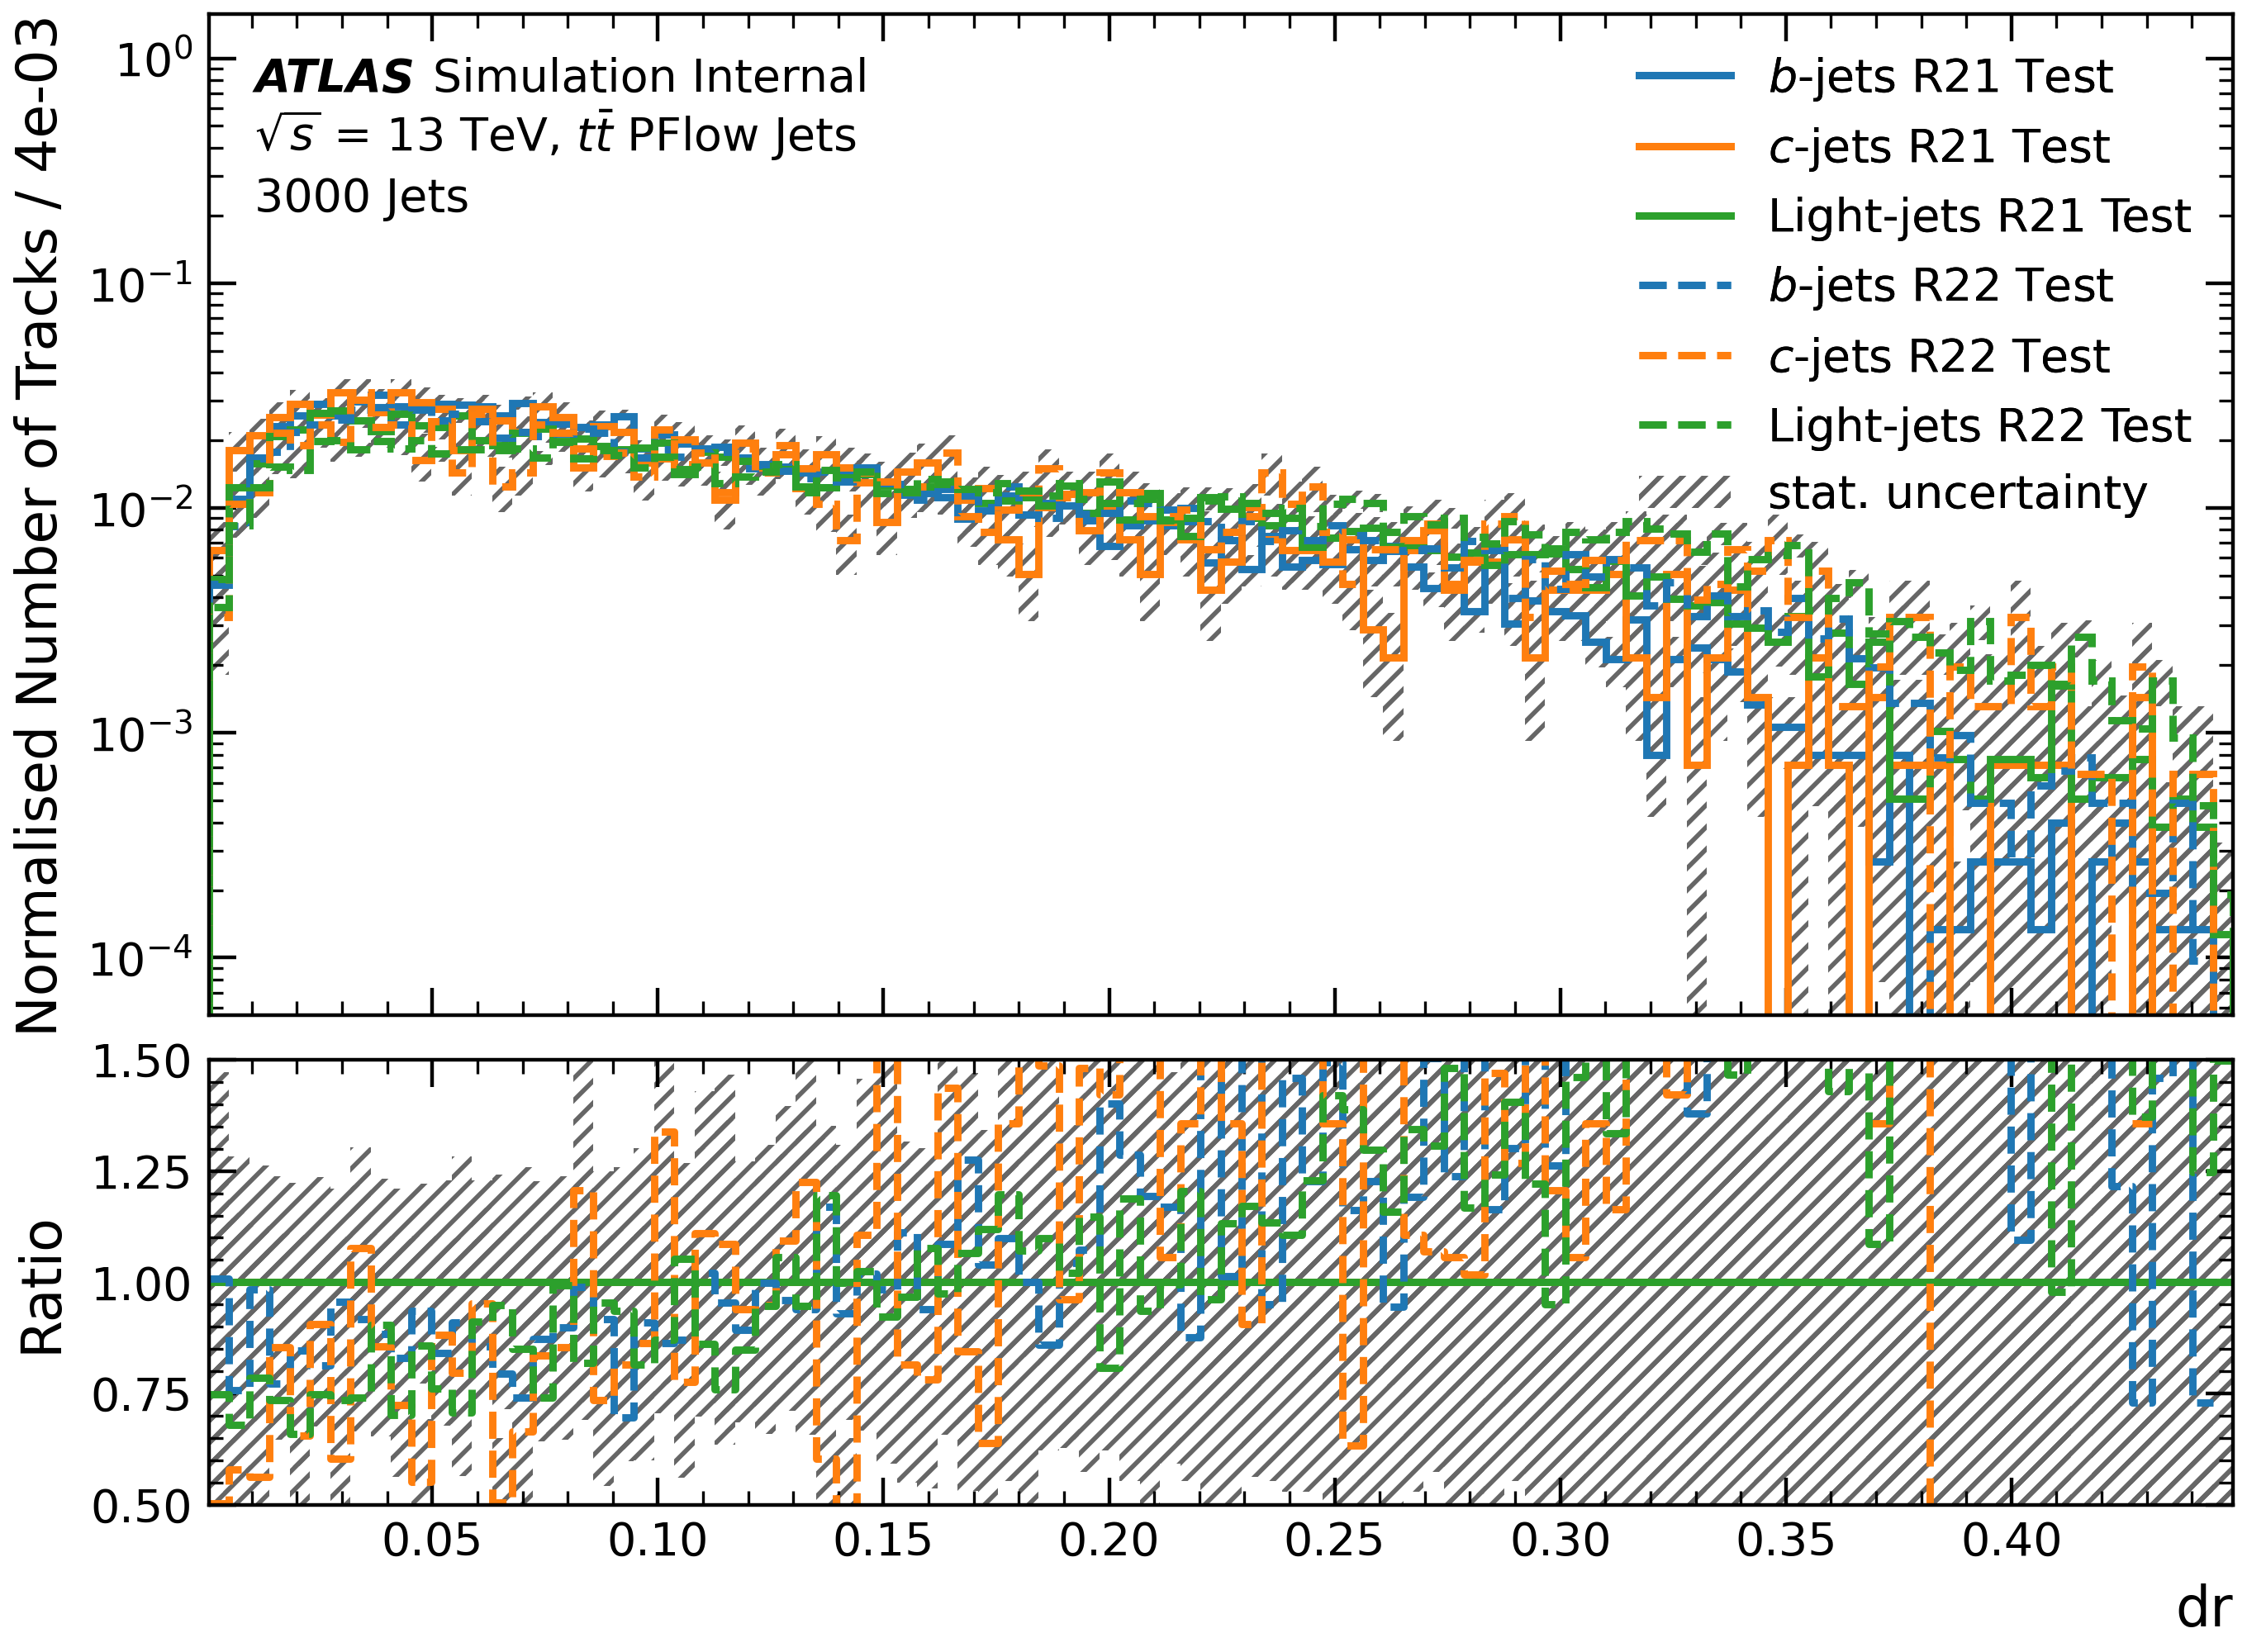 Normalised Number of Tracks / 4e-03
10⁰
10⁻¹
10⁻²
10⁻³
10⁻⁴
ATLAS Simulation Internal
√s = 13 TeV, tt̄ PFlow Jets
3000 Jets
b-jets R21 Test
c-jets R21 Test
Light-jets R21 Test
b-jets R22 Test
c-jets R22 Test
Light-jets R22 Test
stat. uncertainty
Ratio
1.50
1.25
1.00
0.75
0.50
0.05 0.10 0.15 0.20 0.25 0.30 0.35 0.40
dr